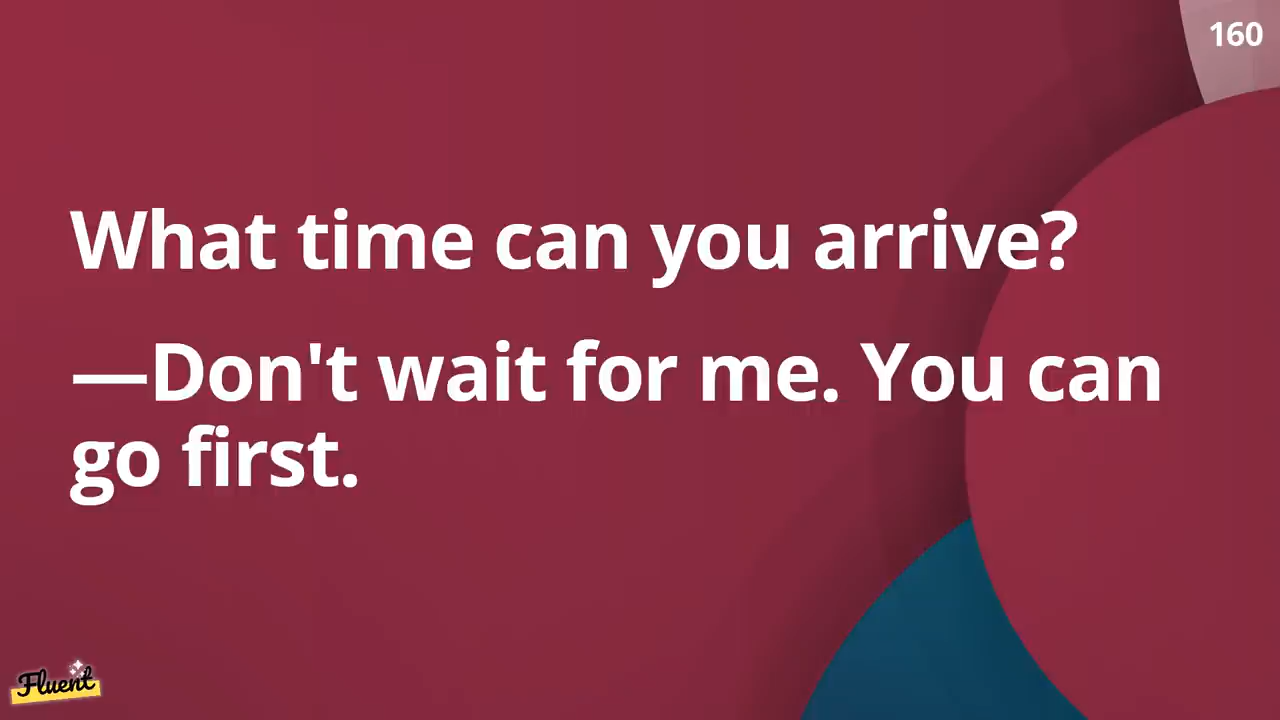 160
What time can you arrive?
—Don't wait for me. You can
go first.
Fluent